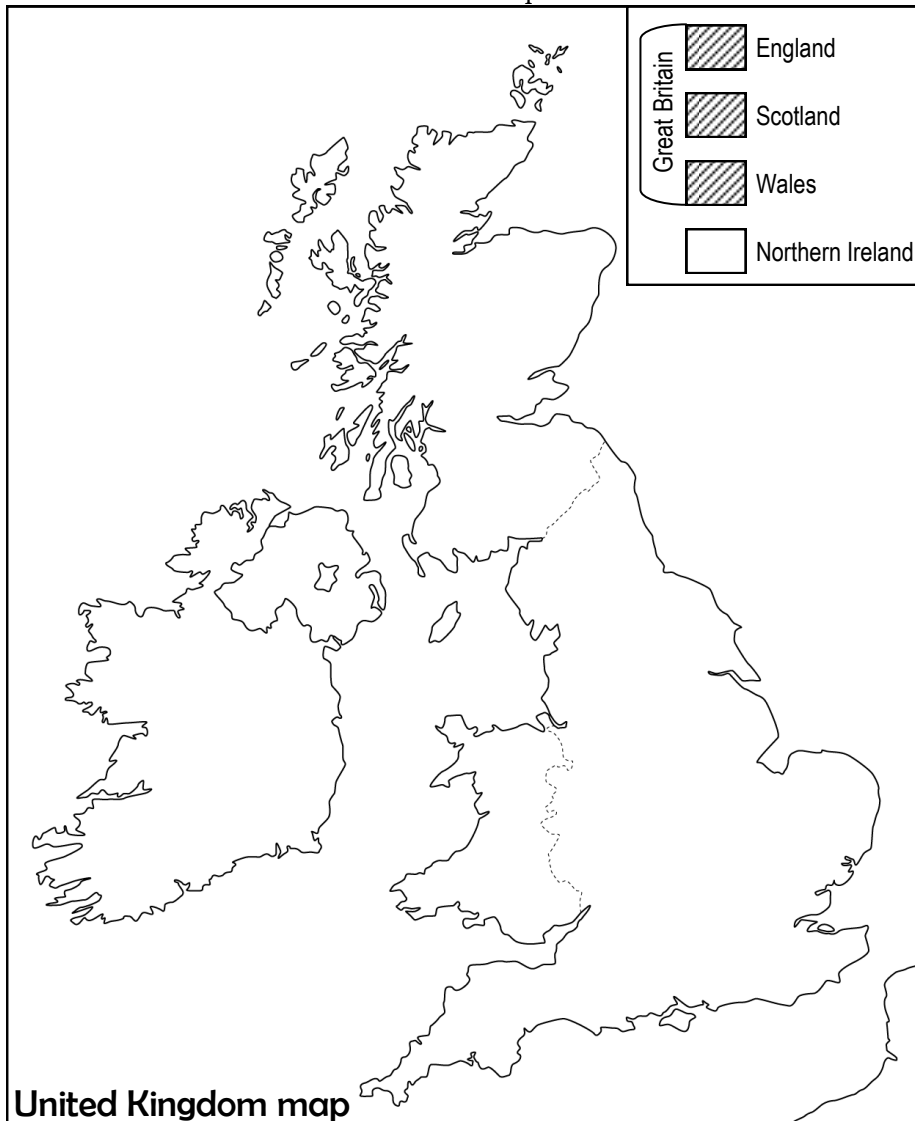 Great Britain
England
Scotland
Wales
Northern Ireland
United Kingdom map